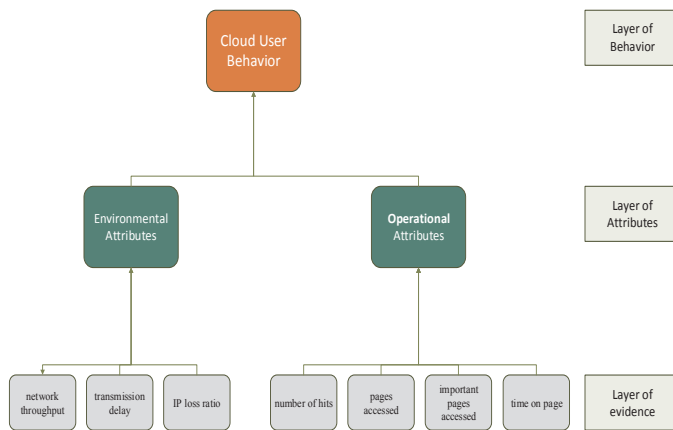 Cloud User
Behavior
Layer of
Behavior
Environmental
Attributes
Operational
Attributes
Layer of
Attributes
network
throughput
transmission
delay
IP loss ratio
number of hits
pages
accessed
important
pages
accessed
time on page
Layer of
evidence